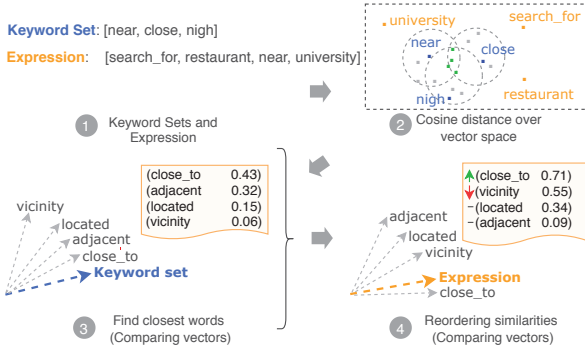 Keyword Set: [near, close, nigh]
Expression: [search_for, restaurant, near, university]
1 Keyword Sets and
Expression
university
search_for
near
close
nigh
restaurant
2 Cosine distance over
vector space
(close_to 0.43)
(adjacent 0.32)
(located 0.15)
(vicinity 0.06)
vicinity
located
adjacent
close_to
Keyword set
3 Find closest words
(Comparing vectors)
(close_to 0.71)
(vicinity 0.55)
(located 0.34)
(adjacent 0.09)
adjacent
located
vicinity
Expression
close_to
4 Reordering similarities
(Comparing vectors)